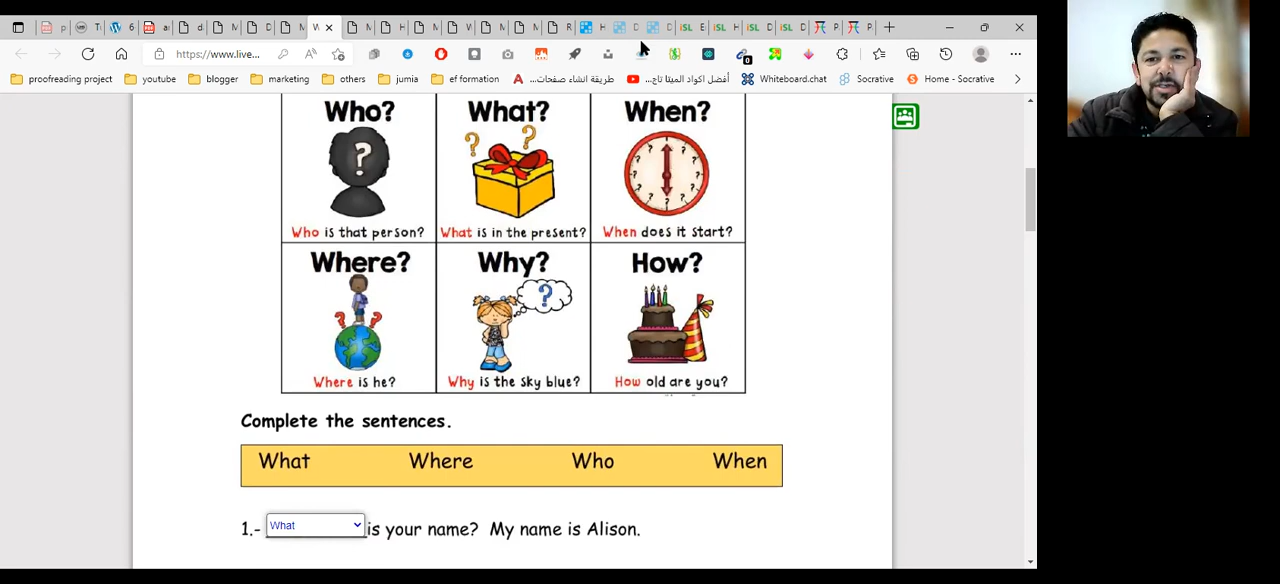 https://www.live...
proofreading project
youtube
blogger
marketing
others
jumia
ef formation
طريقة انشاء صفحات...
أفضل اكواد الميتا تاج...
Whiteboard.chat
Socrative
Home - Socrative
Who? What? When?
Who is that person? What is in the present? When does it start?
Where? Why? How?
Where is he? Why is the sky blue? How old are you?
Complete the sentences.
What Where Who When
1.- What is your name? My name is Alison.